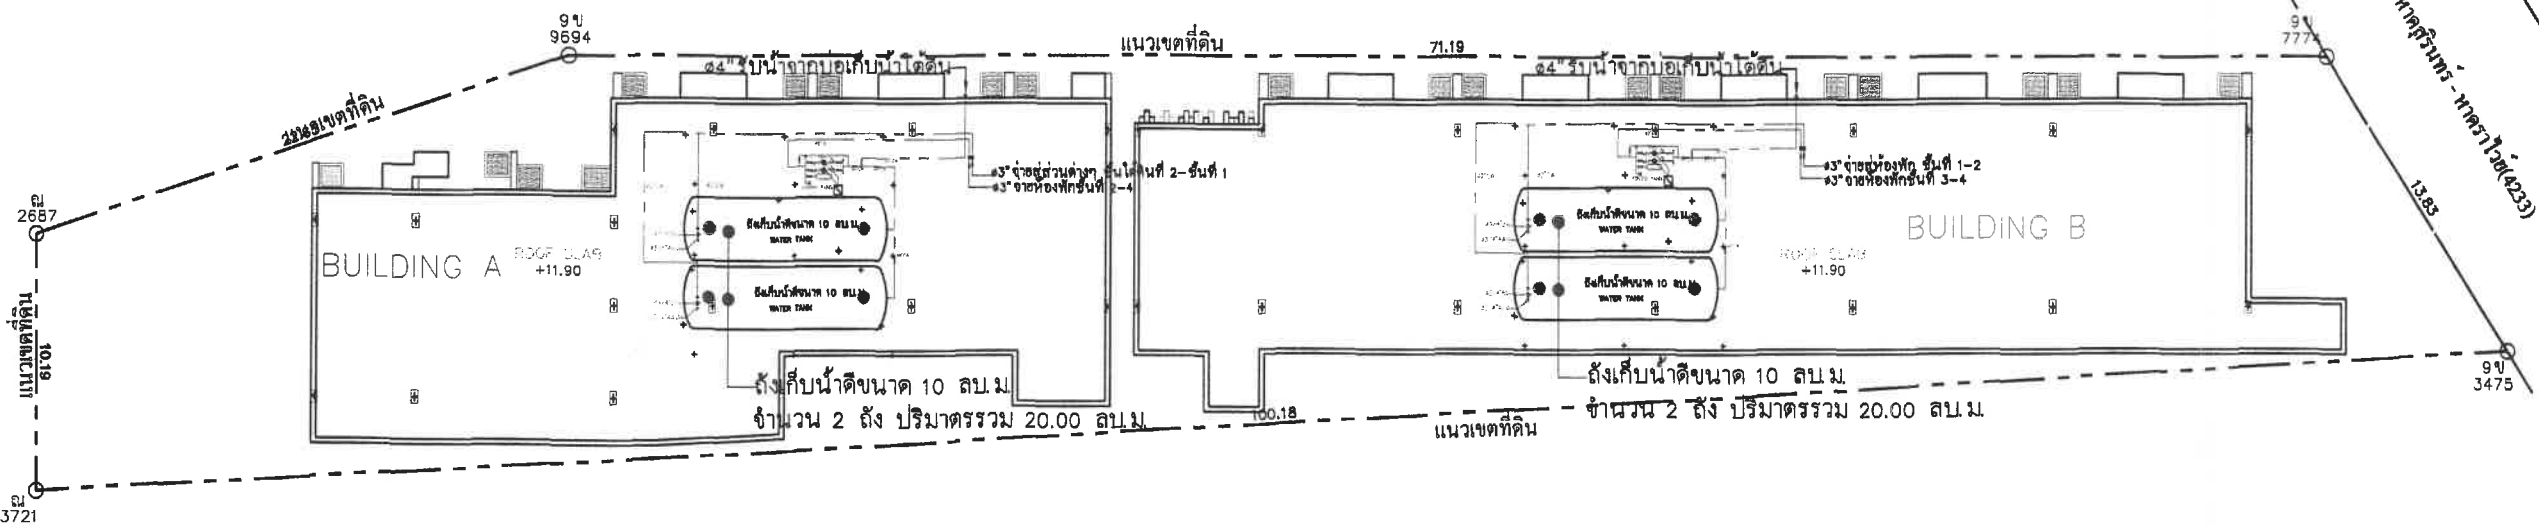 9ข
9694
แนวเขตที่ดิน
71.19
9ข
7774
หาดสุรินทร์ - หาดราไวย์(4233)
ø4" รับน้ำจากบ่อเก็บน้ำใต้ดิน
ø4" รับน้ำจากบ่อเก็บน้ำใต้ดิน
แนวเขตที่ดิน
ø3" จ่ายสู่ส่วนต่างๆ ชั้นใต้ดินที่ 2-ชั้นที่ 1
ø3" จ่ายห้องพักชั้นที่ 2-4
ø3" จ่ายสู่ห้องพัก ชั้นที่ 1-2
ø3" จ่ายห้องพักชั้นที่ 3-4
13.83
ณ
2687
ถังเก็บน้ำดีขนาด 10 ลบ.ม.
WATER TANK
ถังเก็บน้ำดีขนาด 10 ลบ.ม.
WATER TANK
BUILDING A
ROOF SLAB
+11.90
BUILDING B
ROOF SLAB
+11.90
ถังเก็บน้ำดีขนาด 10 ลบ.ม.
WATER TANK
ถังเก็บน้ำดีขนาด 10 ลบ.ม.
WATER TANK
แนวเขตที่ดิน
10.19
ถังเก็บน้ำดีขนาด 10 ลบ.ม.
จำนวน 2 ถัง ปริมาตรรวม 20.00 ลบ.ม.
ถังเก็บน้ำดีขนาด 10 ลบ.ม.
จำนวน 2 ถัง ปริมาตรรวม 20.00 ลบ.ม.
9ข
3475
100.18
แนวเขตที่ดิน
ณ
3721